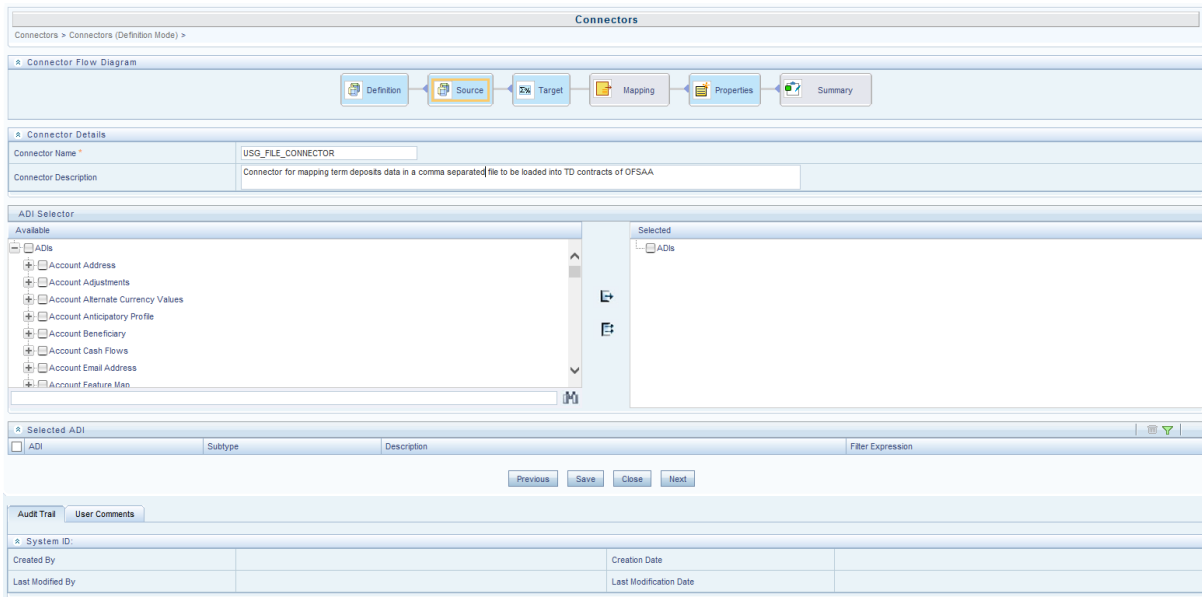 Connectors
Connectors > Connectors (Definition Mode) >
Connector Flow Diagram
Definition Source Target Mapping Properties Summary
Connector Details
Connector Name * USG_FILE_CONNECTOR
Connector Description Connector for mapping term deposits data in a comma separated file to be loaded into TD contracts of OFSAA
ADI Selector
Available Selected
ADIs ADIs
Account Address
Account Adjustments
Account Alternate Currency Values
Account Anticipatory Profile
Account Beneficiary
Account Cash Flows
Account Email Address
Account Feature Map
Selected ADI
ADI Subtype Description Filter Expression
Previous Save Close Next
Audit Trail User Comments
System ID:
Created By Creation Date
Last Modified By Last Modification Date